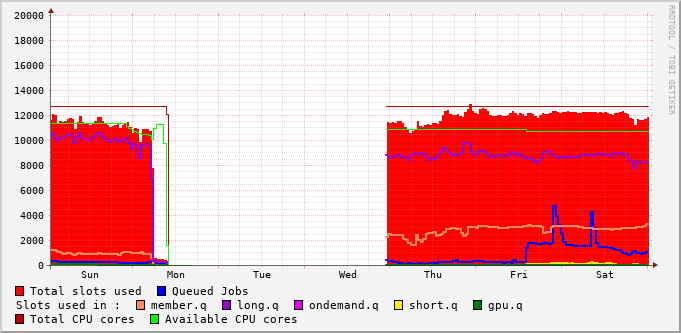 RRDTOOL / TOBI OETIKER
20000
18000
16000
14000
12000
10000
8000
6000
4000
2000
0
Sun Mon Tue Wed Thu Fri Sat
Total slots used Queued Jobs
Slots used in : member.q long.q ondemand.q short.q gpu.q
Total CPU cores Available CPU cores